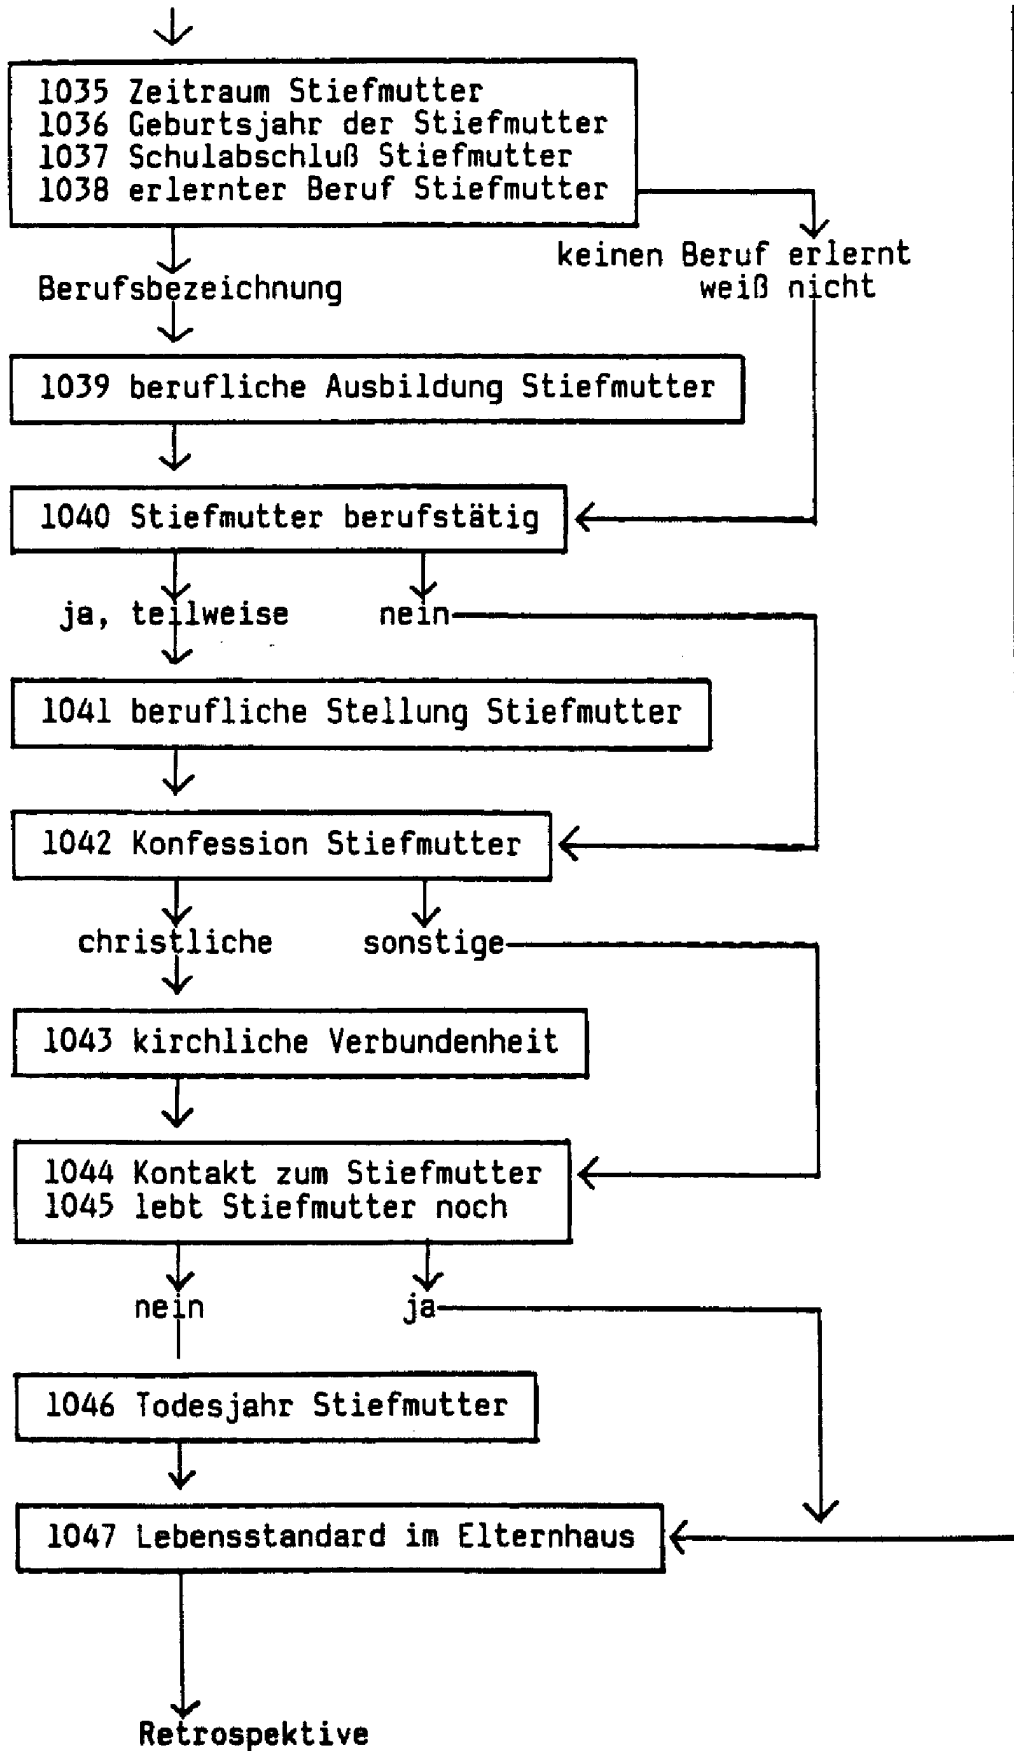 1035 Zeitraum Stiefmutter
1036 Geburtsjahr der Stiefmutter
1037 Schulabschluß Stiefmutter
1038 erlernter Beruf Stiefmutter
keinen Beruf erlernt
weiß nicht
Berufsbezeichnung
1039 berufliche Ausbildung Stiefmutter
1040 Stiefmutter berufstätig
ja, teilweise
nein
1041 berufliche Stellung Stiefmutter
1042 Konfession Stiefmutter
christliche
sonstige
1043 kirchliche Verbundenheit
1044 Kontakt zum Stiefmutter
1045 lebt Stiefmutter noch
nein
ja
1046 Todesjahr Stiefmutter
1047 Lebensstandard im Elternhaus
Retrospektive